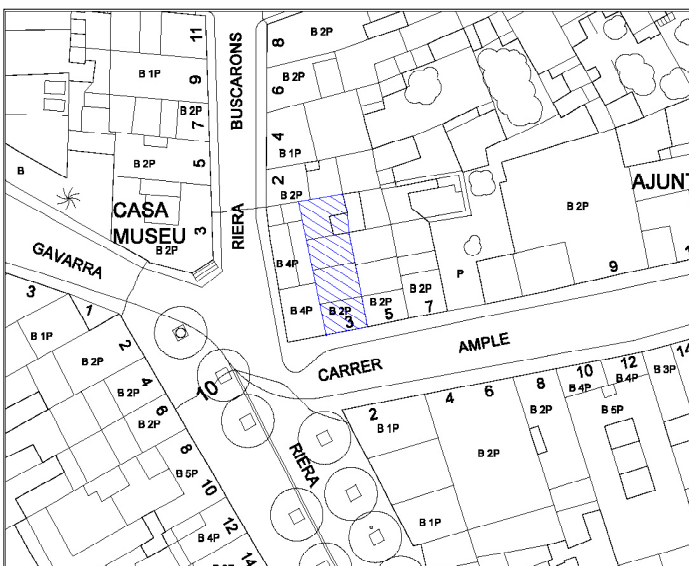 11
BUSCARONS
8
B 2P
B 1P
9
6
B 2P
B 2P
7
4
B 2P
5
B 1P
B
2
B 2P
AJUNT
CASA
MUSEU
3
B 2P
RIERA
B 2P
GAVARRA
B 4P
9
1
3
1
B 4P
B 2P
3
B 2P
5
B 2P
7
P
B 1P
2
B 2P
CARRER
AMPLE
4
B 2P
6
B 2P
10
2
B 1P
4
6
8
B 2P
10
B 4P
12
B 4P
B 3P
14
B 5P
B 2P
8
B 5P
10
RIERA
12
B 4P
B 1P
14